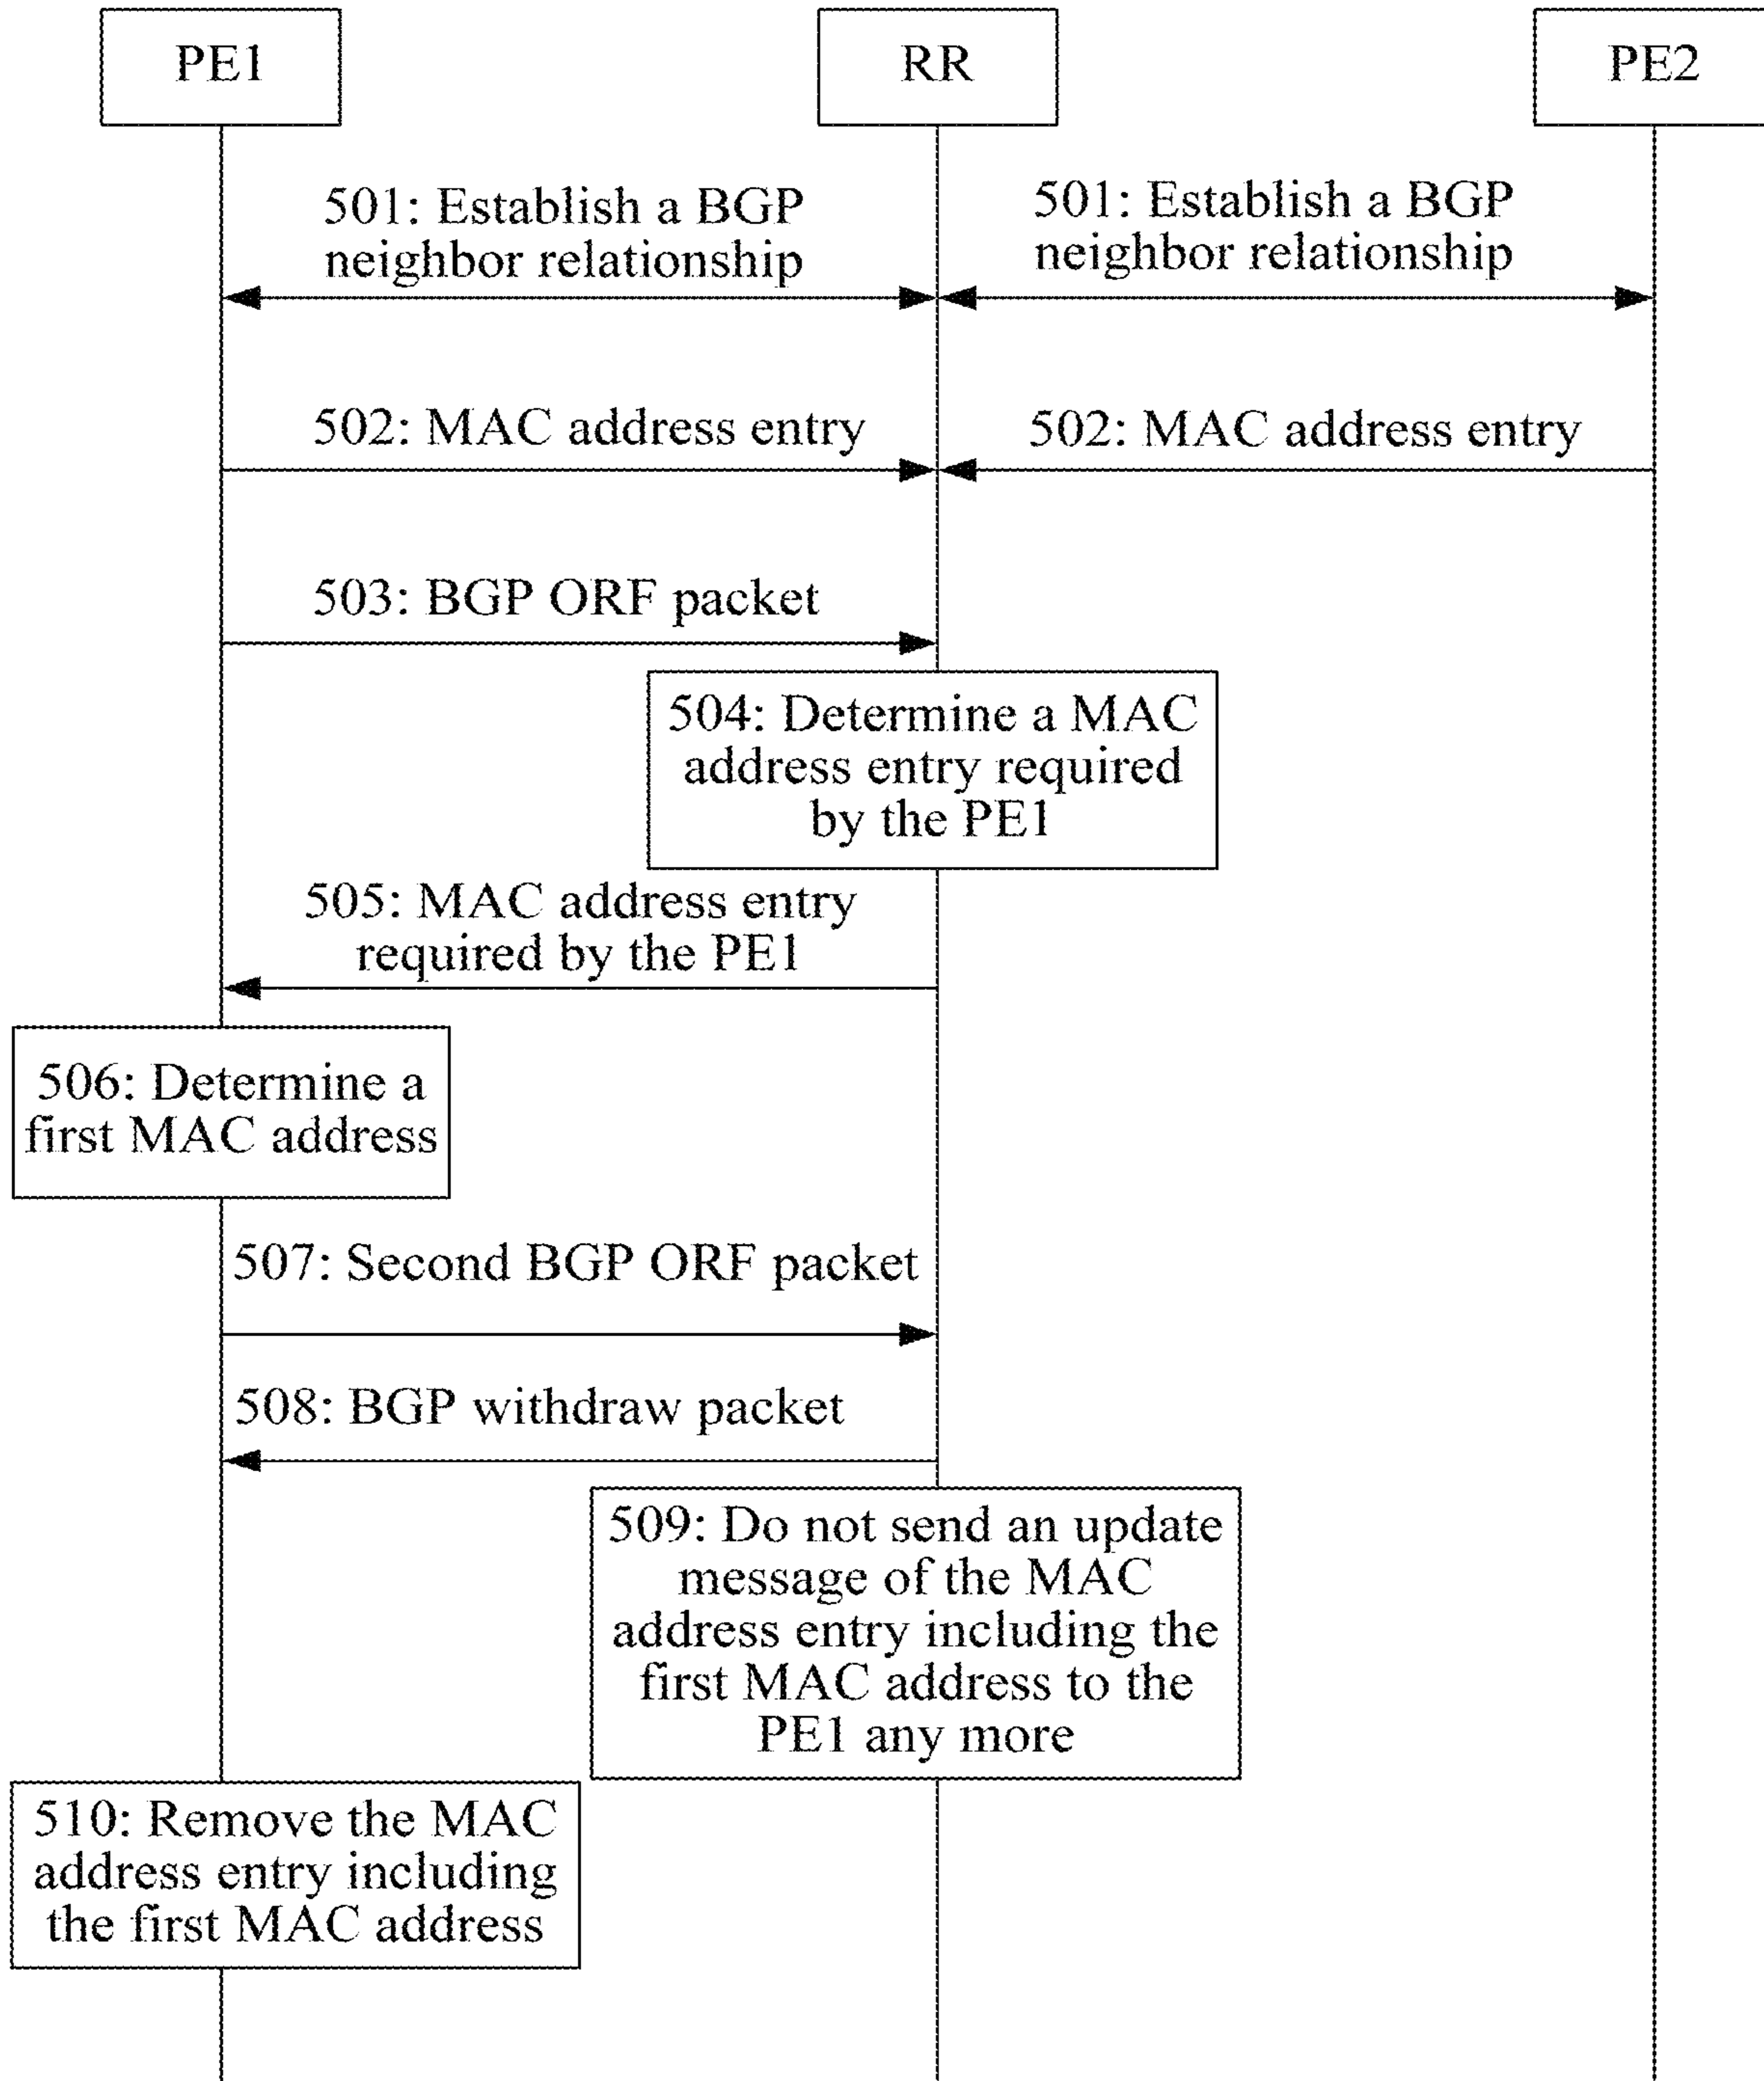 PE1
RR
PE2
501: Establish a BGP
neighbor relationship
501: Establish a BGP
neighbor relationship
502: MAC address entry
502: MAC address entry
503: BGP ORF packet
504: Determine a MAC
address entry required
by the PE1
505: MAC address entry
required by the PE1
506: Determine a
first MAC address
507: Second BGP ORF packet
508: BGP withdraw packet
509: Do not send an update
message of the MAC
address entry including the
first MAC address to the
PE1 any more
510: Remove the MAC
address entry including
the first MAC address